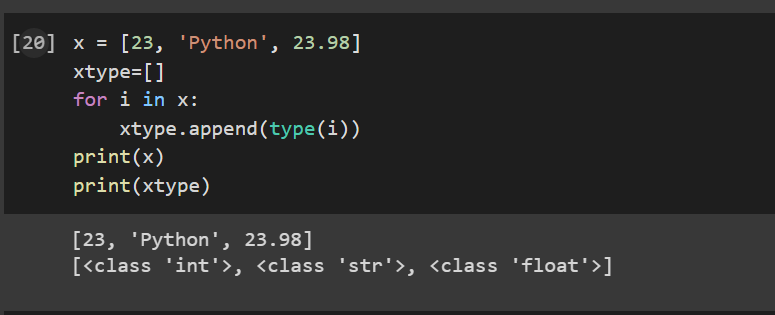 [20] x = [23, 'Python', 23.98]
xtype=[]
for i in x:
    xtype.append(type(i))
print(x)
print(xtype)
[23, 'Python', 23.98]
[<class 'int'>, <class 'str'>, <class 'float'>]